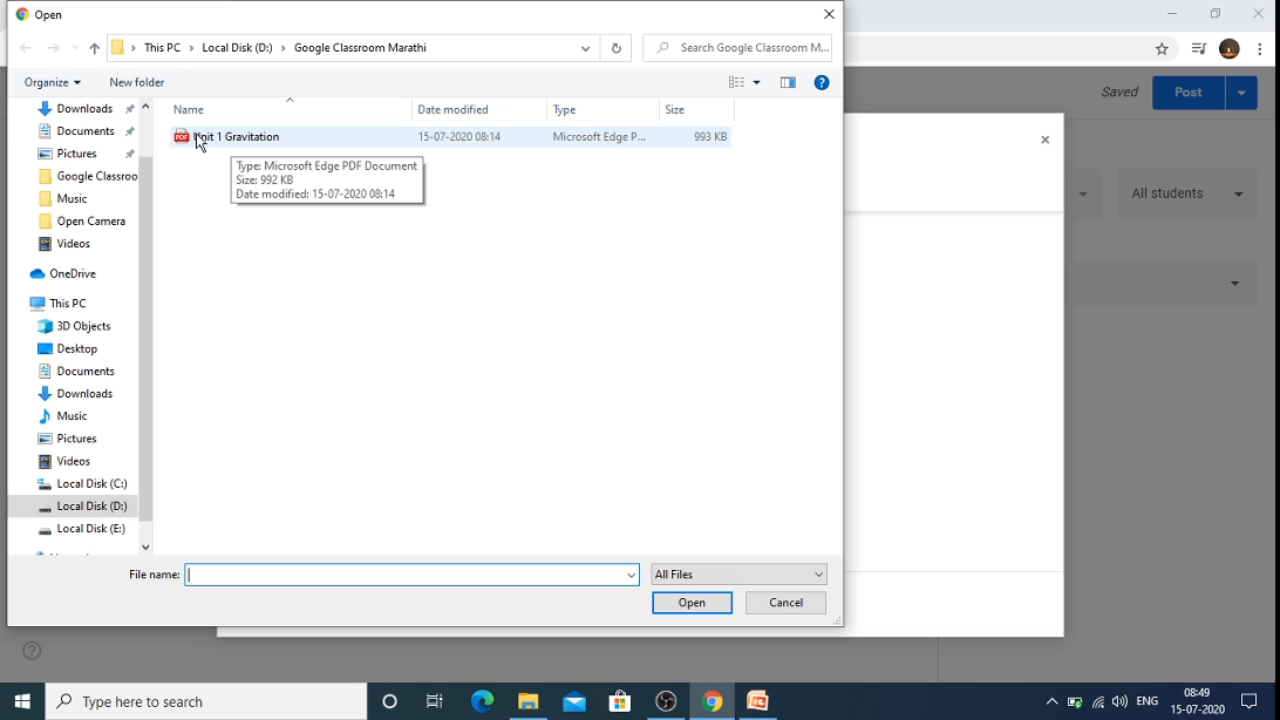 Open
This PC
Local Disk (D:)
Google Classroom Marathi
Search Google Classroom M...
Organize
New folder
Saved
Post
Name
Date modified
Type
Size
Unit 1 Gravitation
15-07-2020 08:14
Microsoft Edge P...
993 KB
Type: Microsoft Edge PDF Document
Size: 992 KB
Date modified: 15-07-2020 08:14
All students
Downloads
Documents
Pictures
Google Classroo
Music
Open Camera
Videos
OneDrive
This PC
3D Objects
Desktop
Documents
Downloads
Music
Pictures
Videos
Local Disk (C:)
Local Disk (D:)
Local Disk (E:)
File name:
All Files
Open
Cancel
Type here to search
ENG
08:49
15-07-2020